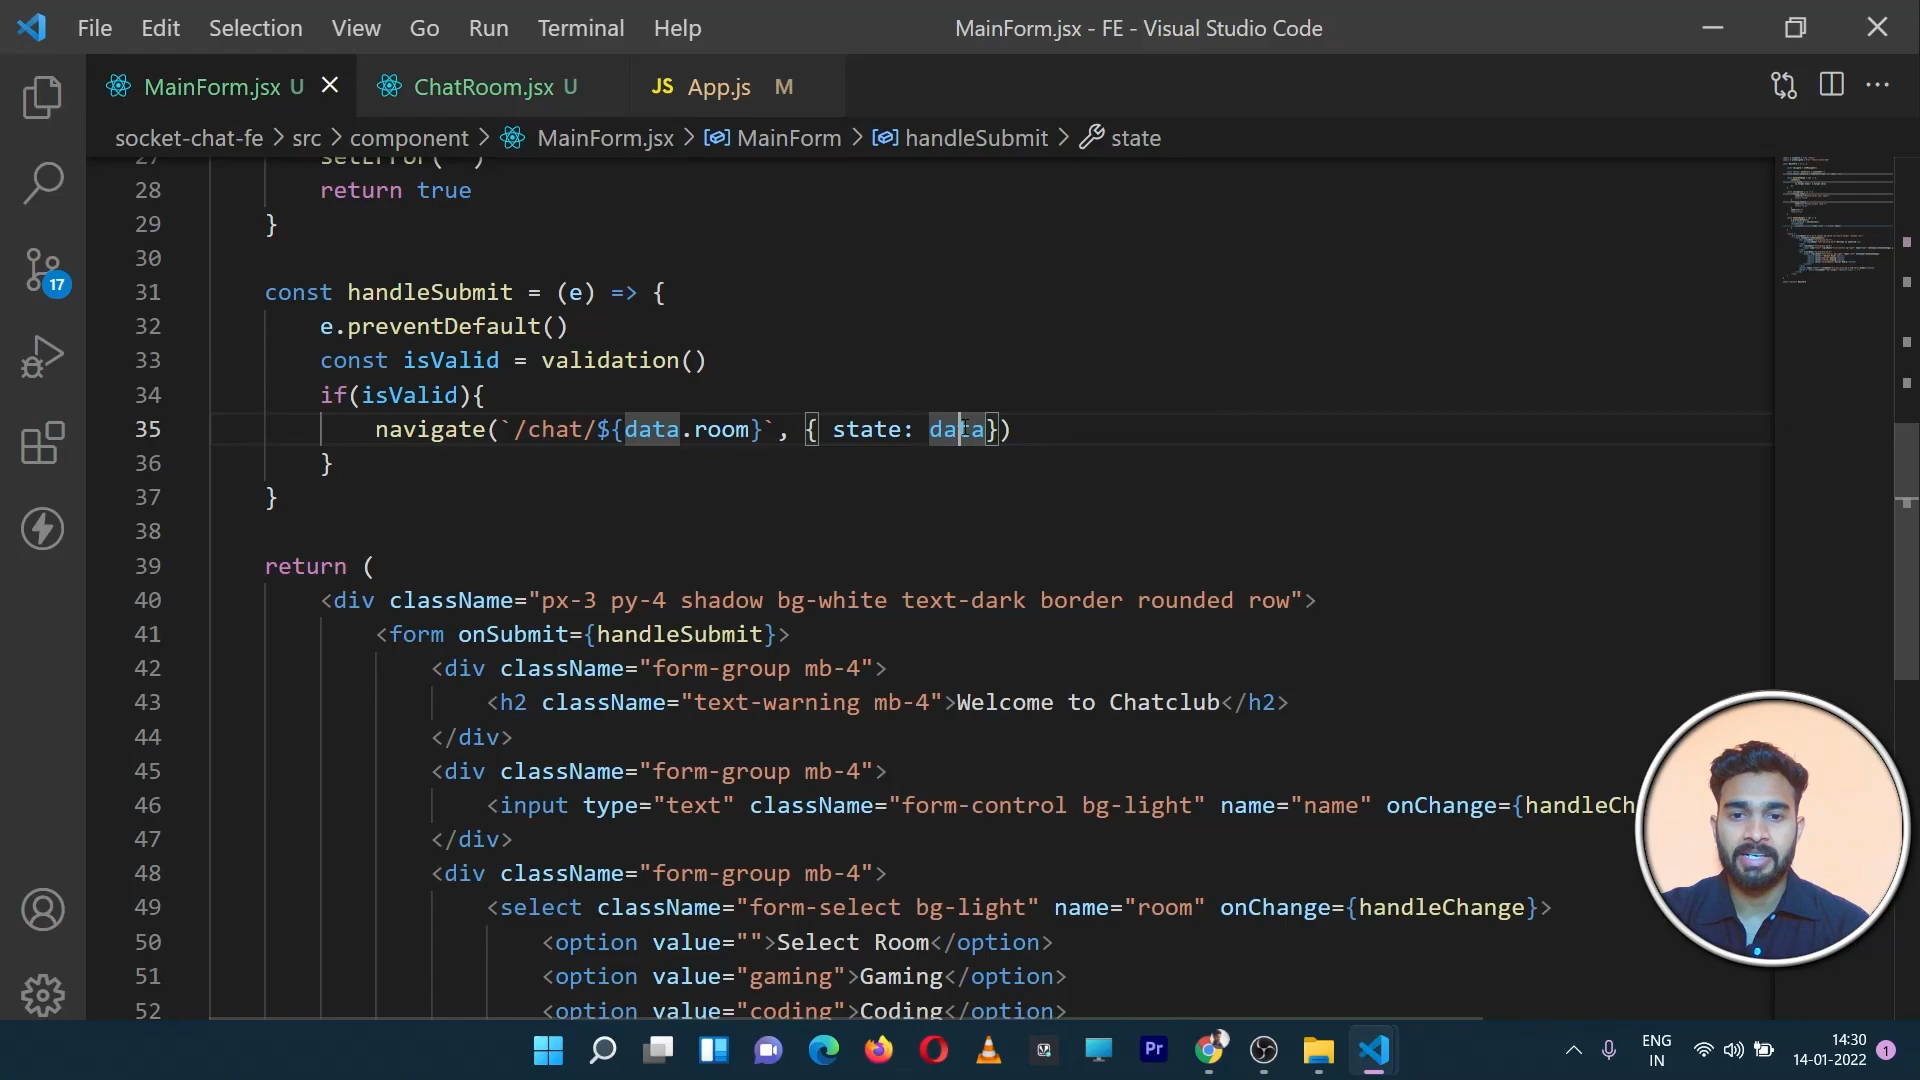 File Edit Selection View Go Run Terminal Help
MainForm.jsx - FE - Visual Studio Code
MainForm.jsx U
ChatRoom.jsx U
JS App.js M
socket-chat-fe > src > component > MainForm.jsx > MainForm > handleSubmit > state
28 return true
29 }
30
31 const handleSubmit = (e) => {
32 e.preventDefault()
33 const isValid = validation()
34 if(isValid){
35 navigate(`/chat/${data.room}`, { state: data})
36 }
37 }
38
39 return (
40 <div className="px-3 py-4 shadow bg-white text-dark border rounded row">
41 <form onSubmit={handleSubmit}>
42 <div className="form-group mb-4">
43 <h2 className="text-warning mb-4">Welcome to Chatclub</h2>
44 </div>
45 <div className="form-group mb-4">
46 <input type="text" className="form-control bg-light" name="name" onChange={handleCh
47 </div>
48 <div className="form-group mb-4">
49 <select className="form-select bg-light" name="room" onChange={handleChange}>
50 <option value="">Select Room</option>
51 <option value="gaming">Gaming</option>
52 <option value="coding">Coding</option>
17
Pr
ENG
IN
14:30
14-01-2022
1